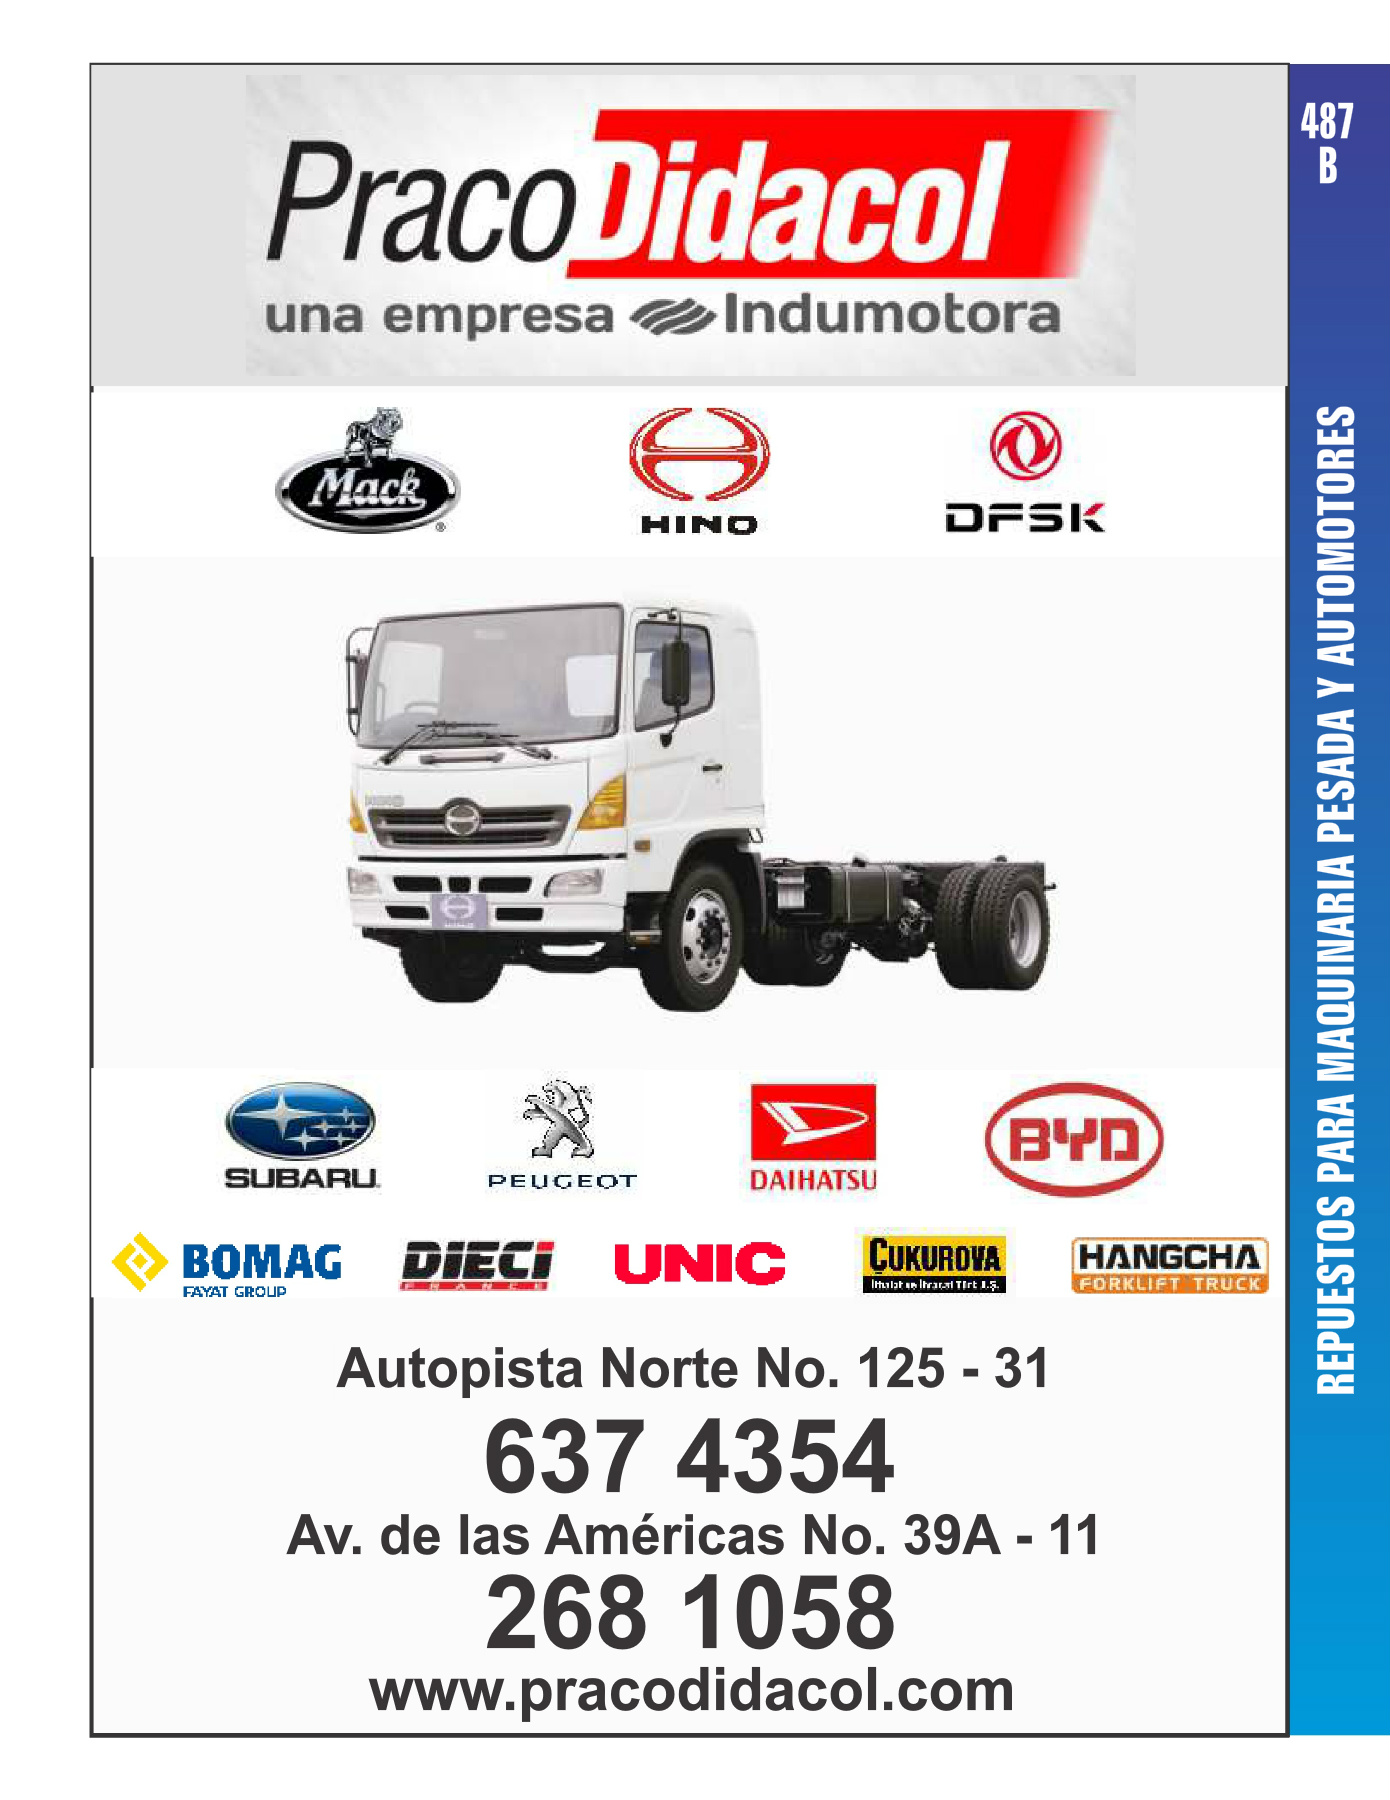 PracoDidacol
una empresa Indumotora
487
B
Mack
®
HINO
DFSK
HINO
SUBARU
PEUGEOT
DAIHATSU
BYD
BOMAG
FAYAT GROUP
DIECI
FRANCE
UNIC
ÇUKUROVA
HANGCHA
FORKLIFT TRUCK
Autopista Norte No. 125 - 31
637 4354
Av. de las Américas No. 39A - 11
268 1058
www.pracodidacol.com
REPUESTOS PARA MAQUINARIA PESADA Y AUTOMOTORES